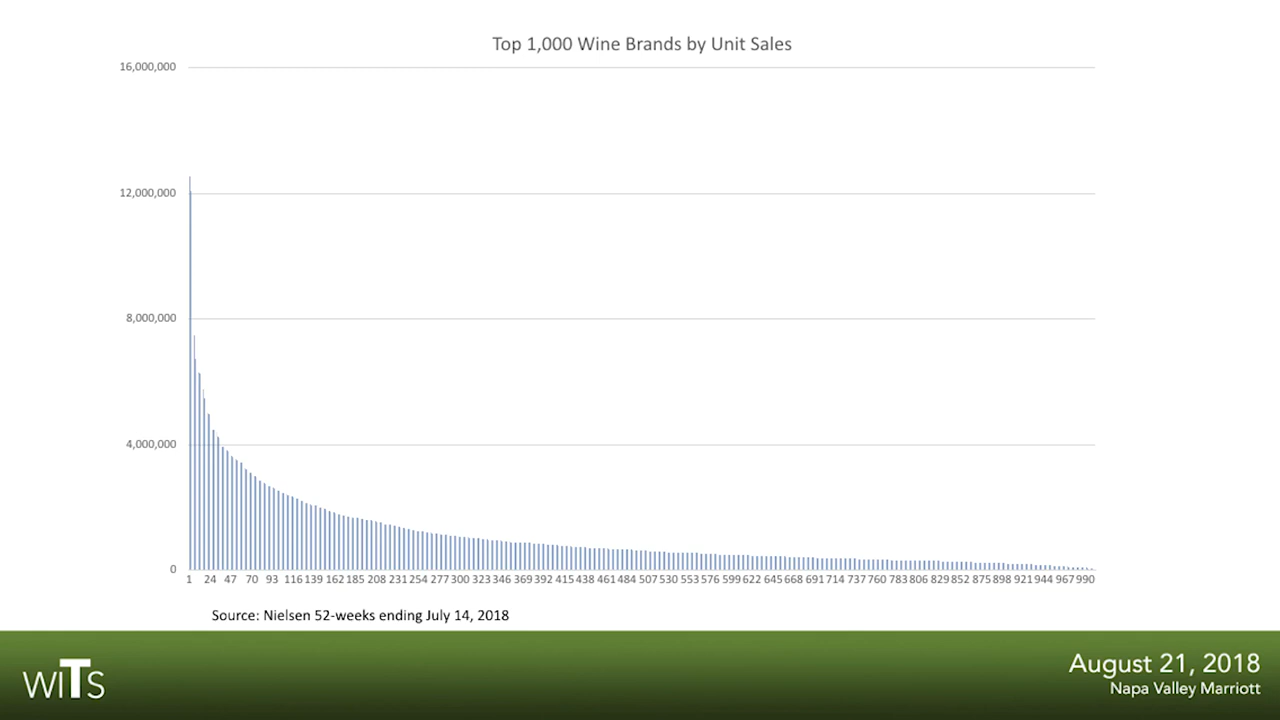 Top 1,000 Wine Brands by Unit Sales
16,000,000
12,000,000
8,000,000
4,000,000
0
1 24 47 70 93 116 139 162 185 208 231 254 277 300 323 346 369 392 415 438 461 484 507 530 553 576 599 622 645 668 691 714 737 760 783 806 829 852 875 898 921 944 967 990
Source: Nielsen 52-weeks ending July 14, 2018
WITS
August 21, 2018
Napa Valley Marriott